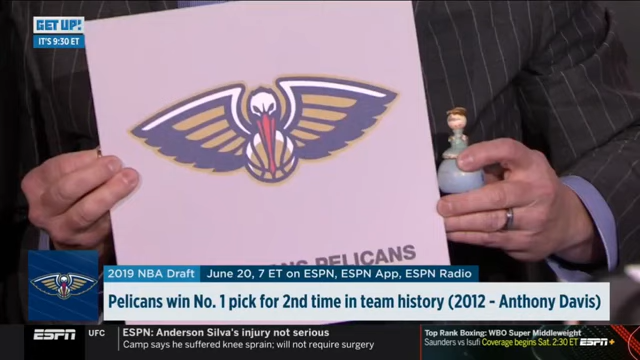 GET UP!
IT'S 9:30 ET
PELICANS
2019 NBA Draft
June 20, 7 ET on ESPN, ESPN App, ESPN Radio
Pelicans win No. 1 pick for 2nd time in team history (2012 - Anthony Davis)
ESPN
UFC
ESPN: Anderson Silva's injury not serious
Camp says he suffered knee sprain; will not require surgery
Top Rank Boxing: WBO Super Middleweight
Saunders vs Isufi Coverage begins Sat. 2:30 ET ESPN+